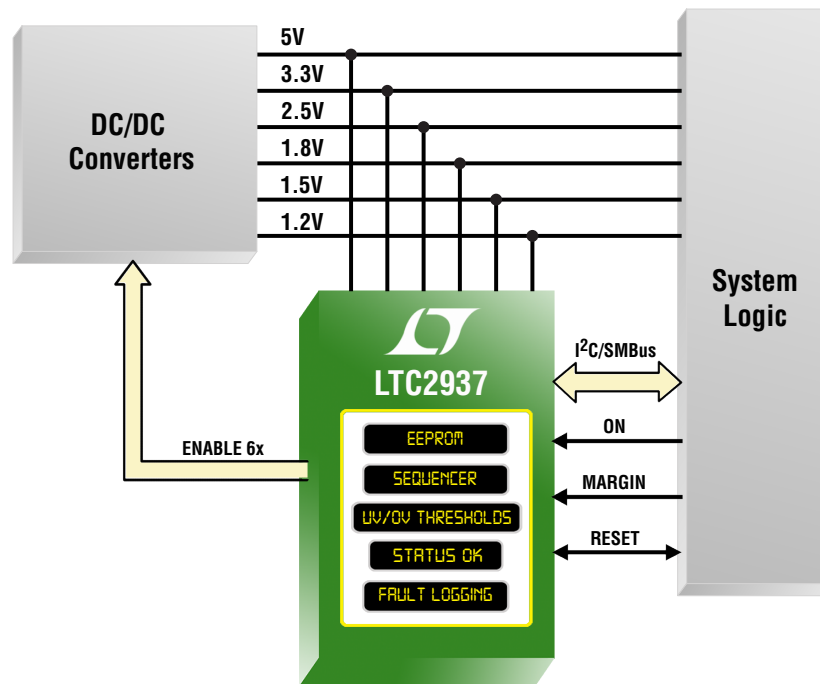 5V
3.3V
2.5V
1.8V
1.5V
1.2V
DC/DC
Converters
System
Logic
LTC2937
I²C/SMBus
ON
MARGIN
RESET
ENABLE 6x
EEPROM
SEQUENCER
UV/OV THRESHOLDS
STATUS OK
FAULT LOGGING